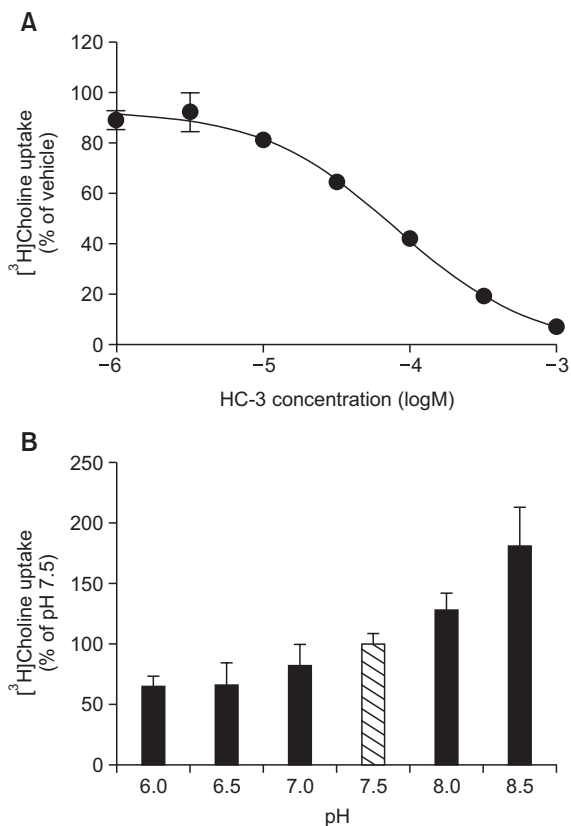 A
[³H]Choline uptake
(% of vehicle)
120
100
80
60
40
20
0
−6 −5 −4 −3
HC-3 concentration (logM)
B
[³H]Choline uptake
(% of pH 7.5)
250
200
150
100
50
0
6.0 6.5 7.0 7.5 8.0 8.5
pH